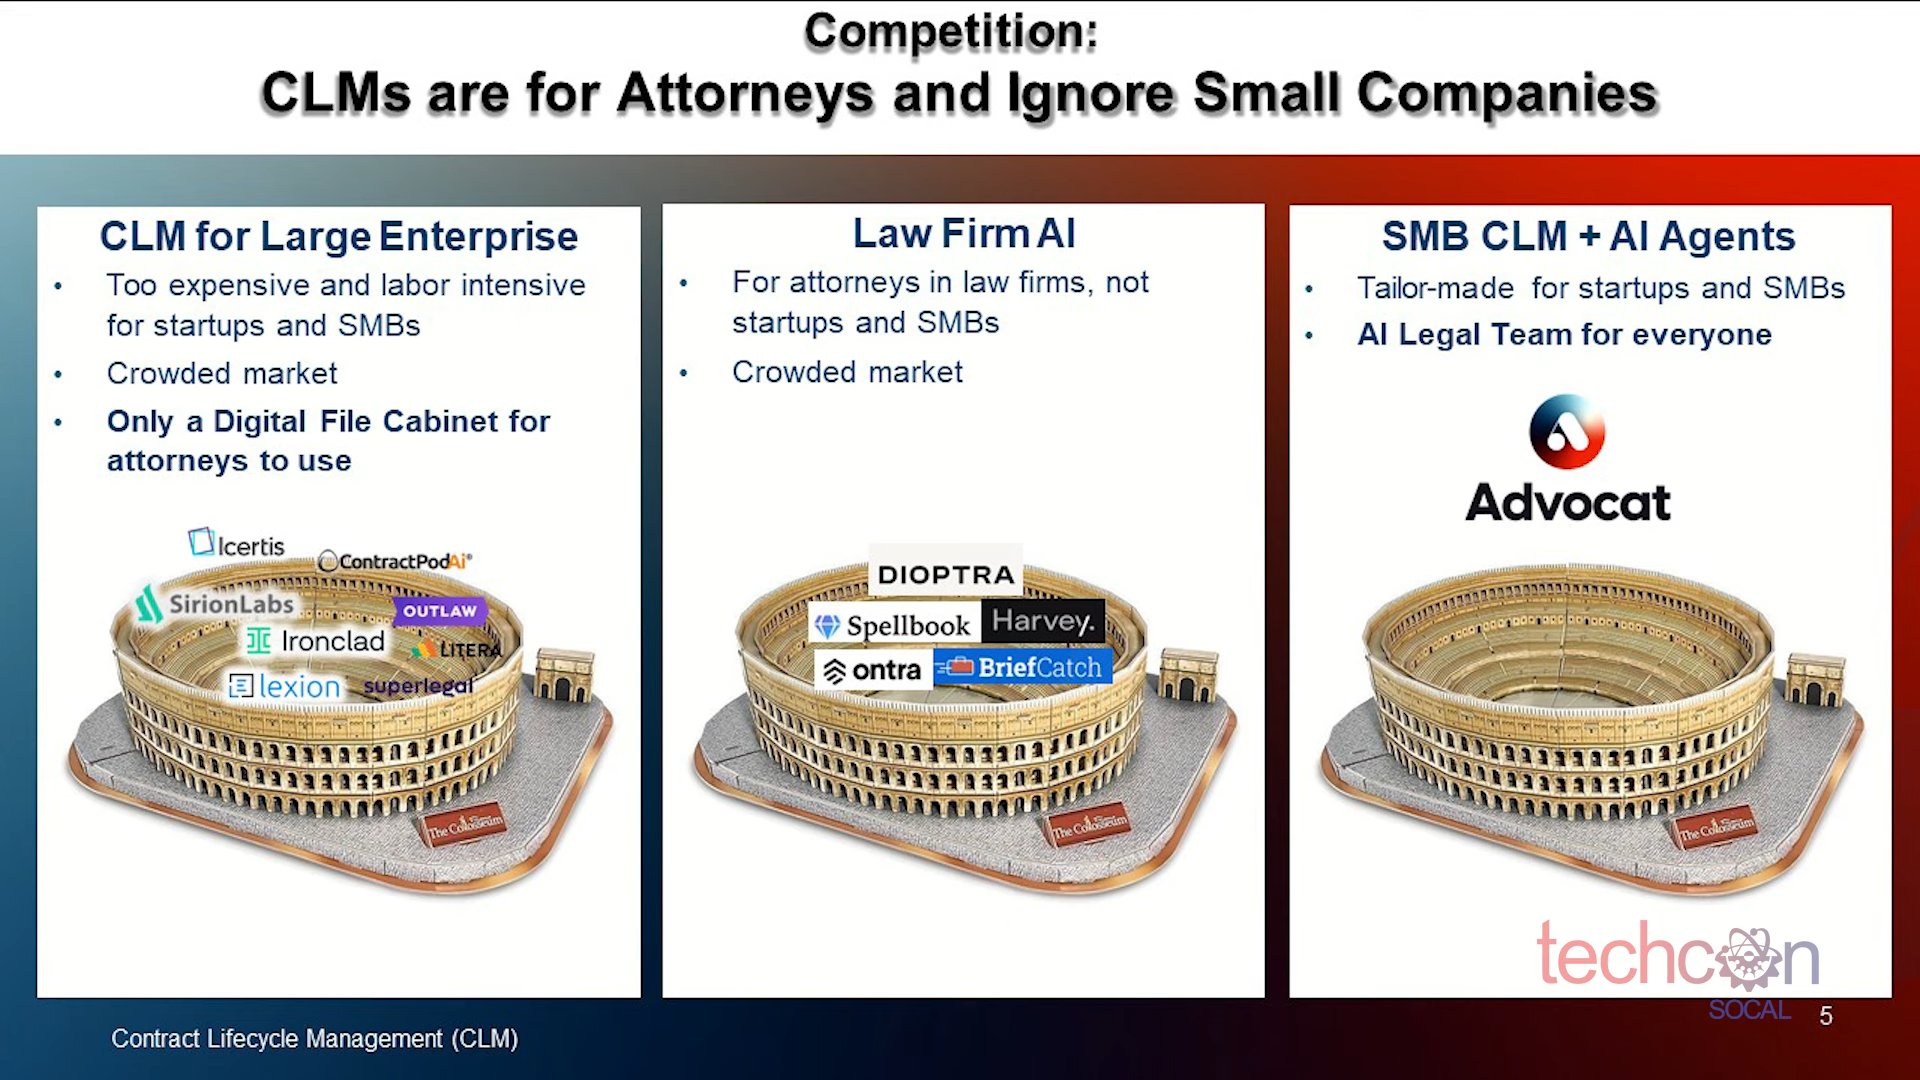 Competition:
CLMs are for Attorneys and Ignore Small Companies
CLM for Large Enterprise
• Too expensive and labor intensive
for startups and SMBs
• Crowded market
• Only a Digital File Cabinet for
attorneys to use
Icertis
ContractPodAi®
SirionLabs
OUTLAW
Ironclad
LITERA
lexion
superlegal
The Colosseum
Law Firm AI
• For attorneys in law firms, not
startups and SMBs
• Crowded market
DIOPTRA
Spellbook
Harvey.
ontra
BriefCatch
The Colosseum
SMB CLM + AI Agents
• Tailor-made for startups and SMBs
• AI Legal Team for everyone
Advocat
The Colosseum
techcon
SOCAL
Contract Lifecycle Management (CLM)
5